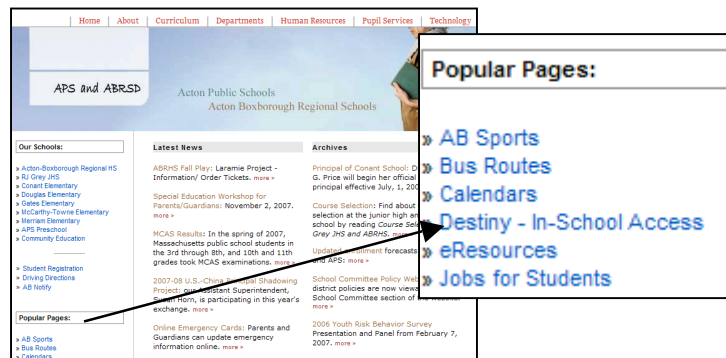 Home | About | Curriculum | Departments | Human Resources | Pupil Services | Technology
APS and ABRSD
Acton Public Schools
Acton Boxborough Regional Schools
Our Schools:
» Acton-Boxborough Regional HS
» RJ Grey JHS
» Conant Elementary
» Douglas Elementary
» Gates Elementary
» McCarthy-Towne Elementary
» Merriam Elementary
» APS Preschool
» Community Education
» Student Registration
» Driving Directions
» AB Notify
Popular Pages:
» AB Sports
» Bus Routes
» Calendars
Latest News
ABRHS Fall Play: Laramie Project -
Information/ Order Tickets. more »
Special Education Workshop for
Parents/Guardians: November 2, 2007.
more »
MCAS Results: In the spring of 2007,
Massachusetts public school students in
the 3rd through 8th, and 10th and 11th
grades took MCAS examinations. more »
2007-08 U.S.-China Principal Shadowing
Project: our Assistant Superintendent,
Susan Horn, is participating in this year's
exchange. more »
Online Emergency Cards: Parents and
Guardians can update emergency
information online. more »
Archives
Principal of Conant School: D
G. Price will begin her official
principal effective July, 1, 200
Course Selection: Find about
selection at the junior high an
school by reading Course Sele
Grey JHS and ABRHS. more
Updated enrollment forecasts
and APS: more »
School Committee Policy Web
district policies are now viewa
School Committee section of the website.
more »
2006 Youth Risk Behavior Survey
Presentation and Panel from February 7,
2007. more »
Popular Pages:
» AB Sports
» Bus Routes
» Calendars
» Destiny - In-School Access
» eResources
» Jobs for Students